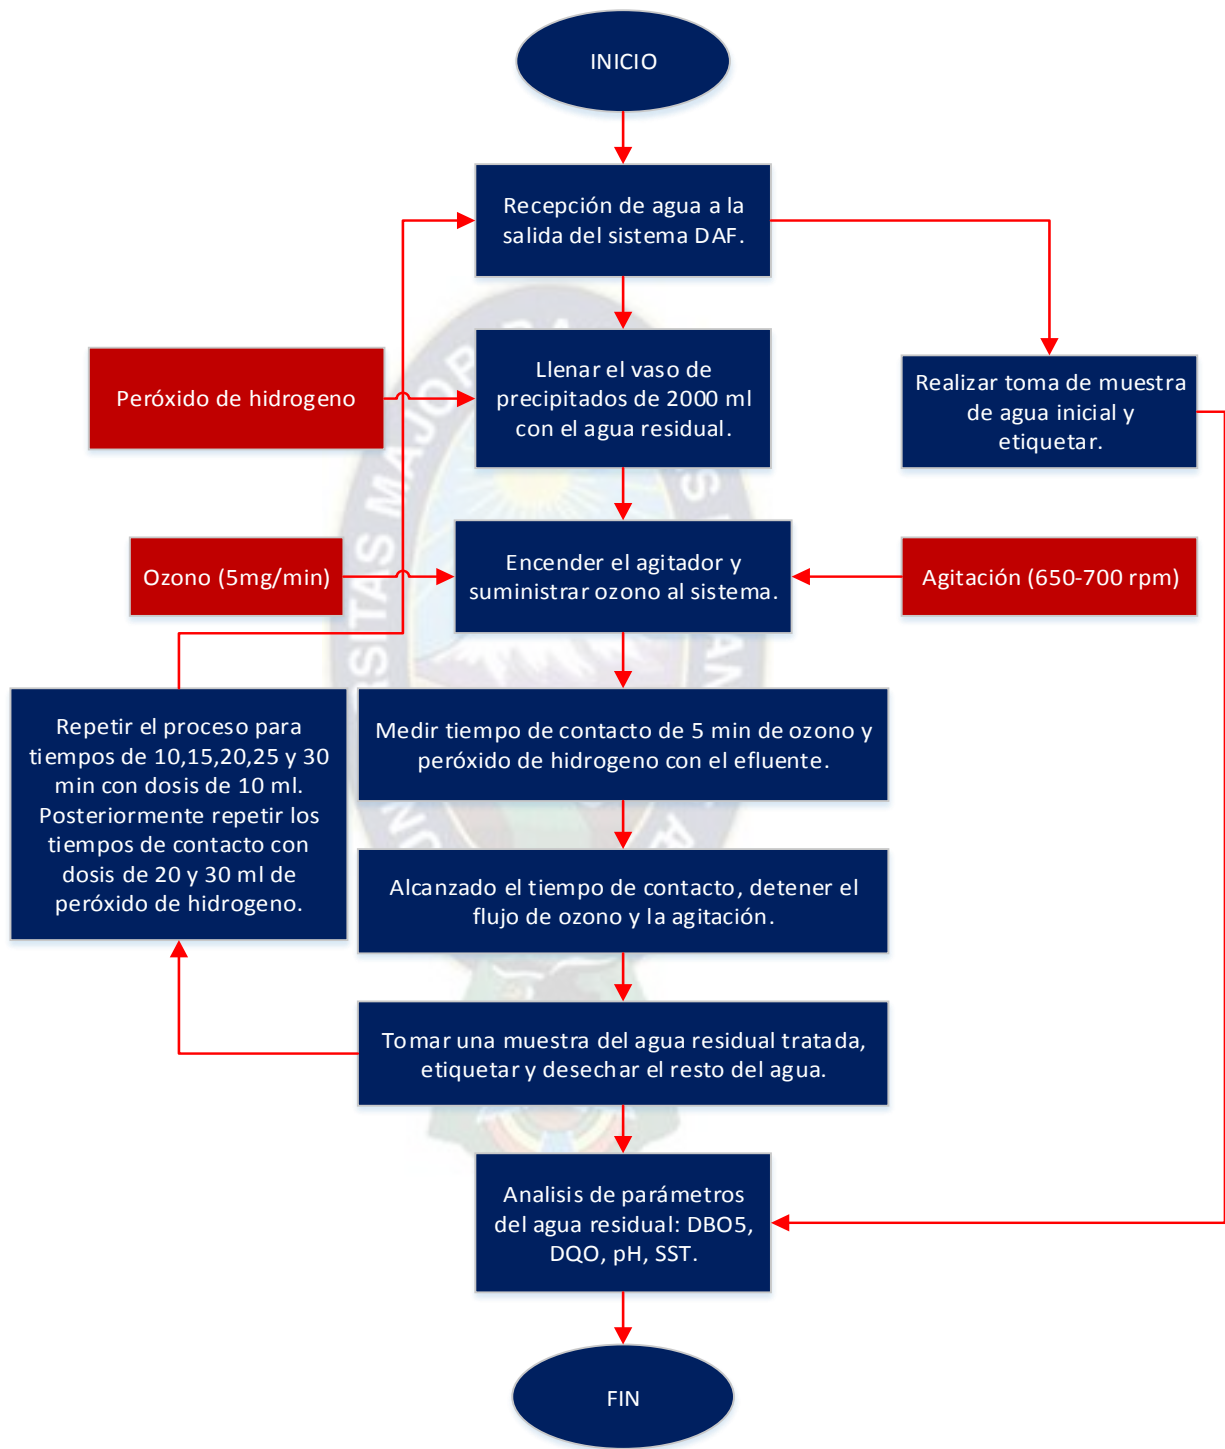 INICIO
Recepción de agua a la
salida del sistema DAF.
Peróxido de hidrogeno
Llenar el vaso de
precipitados de 2000 ml
con el agua residual.
Realizar toma de muestra
de agua inicial y
etiquetar.
Ozono (5mg/min)
Encender el agitador y
suministrar ozono al sistema.
Agitación (650-700 rpm)
Repetir el proceso para
tiempos de 10,15,20,25 y 30
min con dosis de 10 ml.
Posteriormente repetir los
tiempos de contacto con
dosis de 20 y 30 ml de
peróxido de hidrogeno.
Medir tiempo de contacto de 5 min de ozono y
peróxido de hidrogeno con el efluente.
Alcanzado el tiempo de contacto, detener el
flujo de ozono y la agitación.
Tomar una muestra del agua residual tratada,
etiquetar y desechar el resto del agua.
Analisis de parámetros
del agua residual: DBO5,
DQO, pH, SST.
FIN